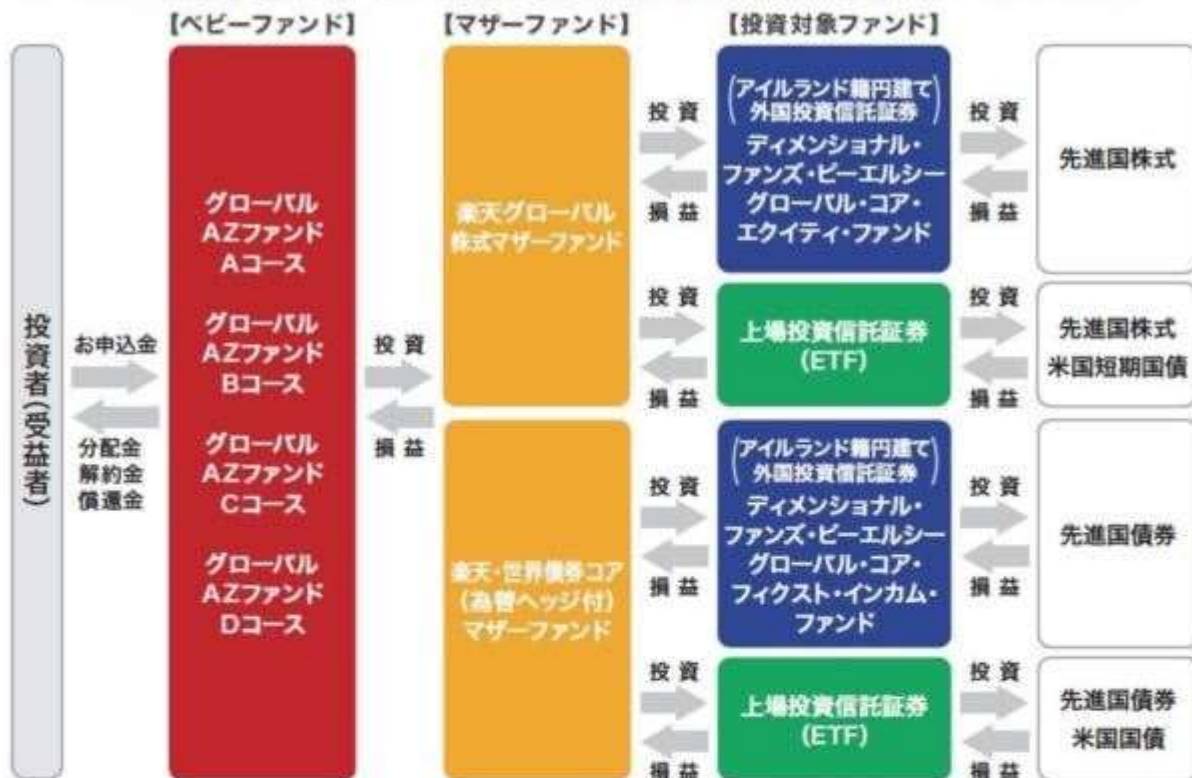 【ベビーファンド】
【マザーファンド】
【投資対象ファンド】
投資者(受益者)
お申込金
分配金
解約金
償還金
グローバル
AZファンド
Aコース
グローバル
AZファンド
Bコース
グローバル
AZファンド
Cコース
グローバル
AZファンド
Dコース
投資
損益
楽天グローバル
株式マザーファンド
投資
損益
(アイルランド籍円建て
外国投資信託証券)
ディメンショナル・
ファンズ・ピーエルシー
グローバル・コア・
エクイティ・ファンド
投資
損益
先進国株式
投資
損益
上場投資信託証券
(ETF)
投資
損益
先進国株式
米国短期国債
楽天・世界債券コア
(為替ヘッジ付)
マザーファンド
投資
損益
(アイルランド籍円建て
外国投資信託証券)
ディメンショナル・
ファンズ・ピーエルシー
グローバル・コア・
フィクスト・インカム・
ファンド
投資
損益
先進国債券
投資
損益
上場投資信託証券
(ETF)
投資
損益
先進国債券
米国国債